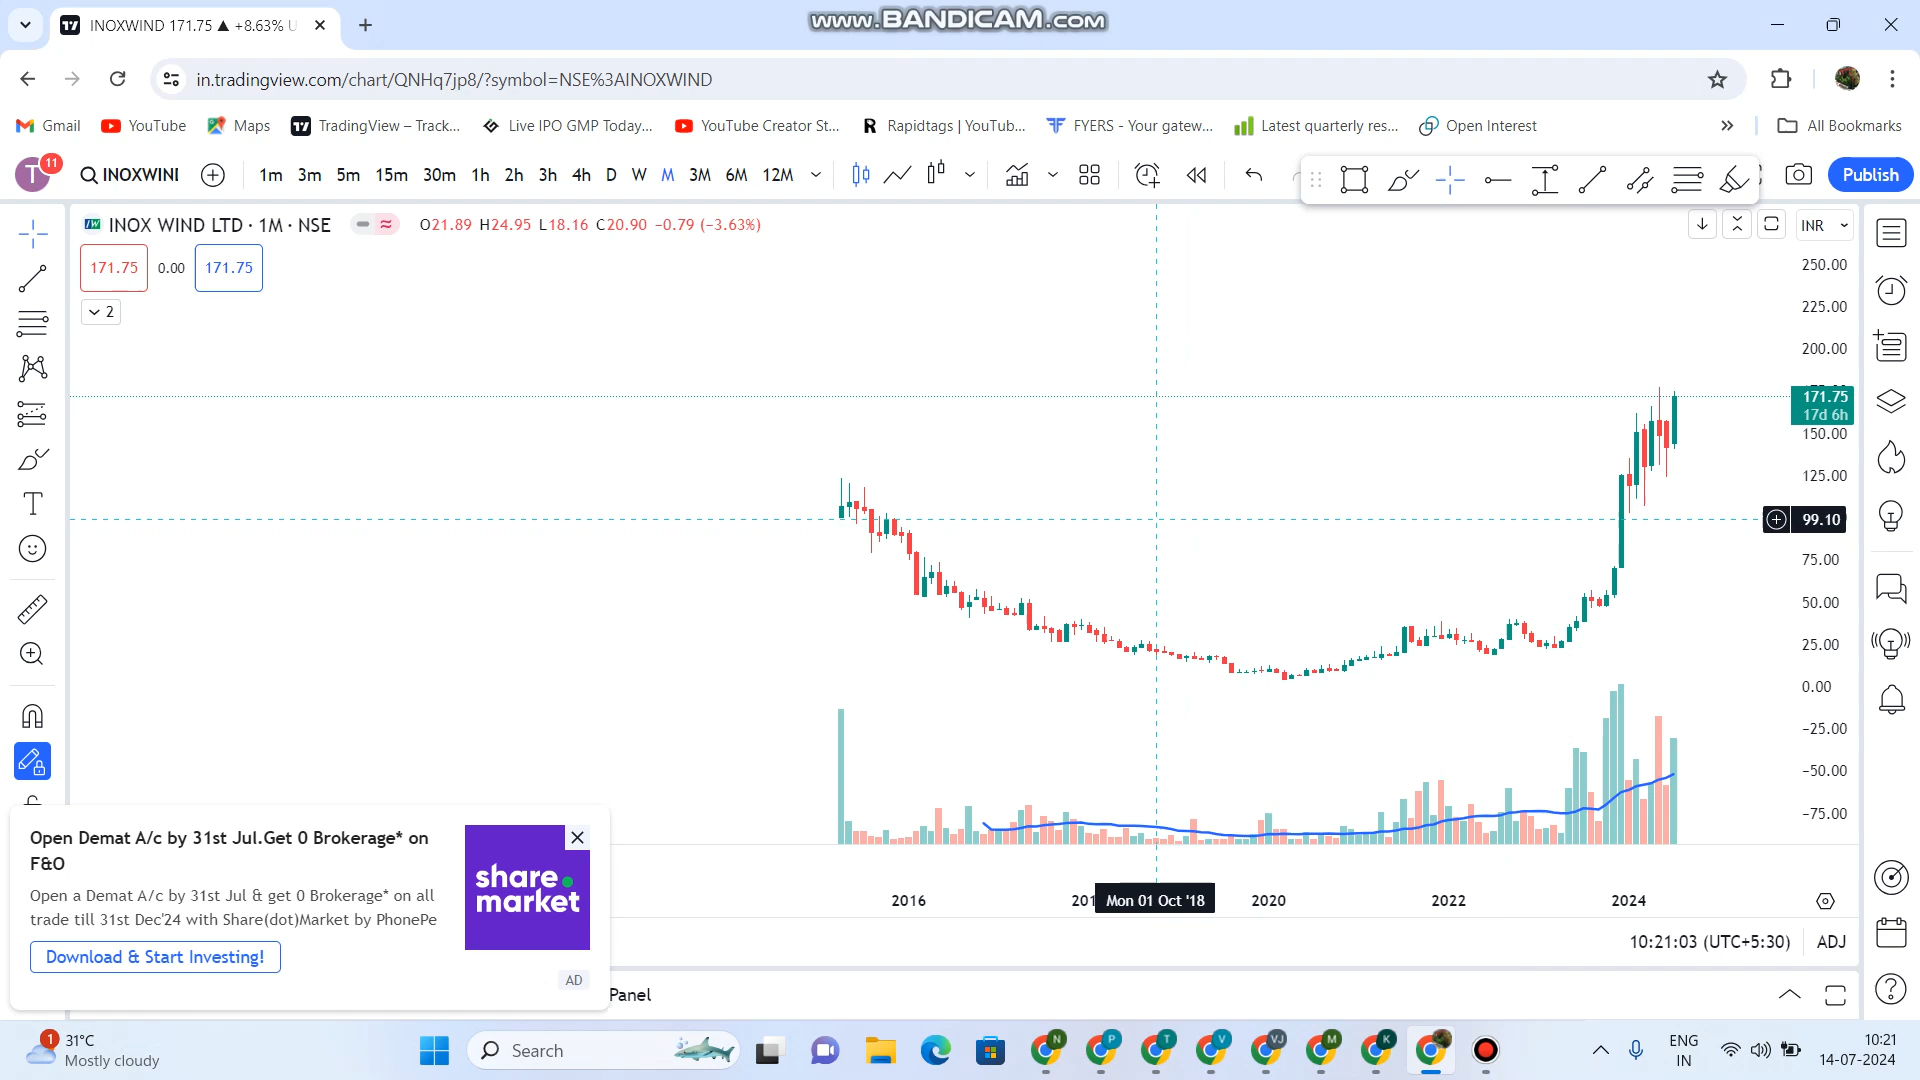 INOXWIND 171.75 ▲ +8.63% U
www.BANDICAM.com
in.tradingview.com/chart/QNHq7jp8/?symbol=NSE%3AINOXWIND
Gmail YouTube Maps TradingView – Track... Live IPO GMP Today... YouTube Creator St... Rapidtags | YouTub... FYERS - Your gatew... Latest quarterly res... Open Interest » All Bookmarks
T 11 INOXWINI 1m 3m 5m 15m 30m 1h 2h 3h 4h D W M 3M 6M 12M Publish
INOX WIND LTD · 1M · NSE O21.89 H24.95 L18.16 C20.90 −0.79 (−3.63%) INR
171.75 0.00 171.75
2
250.00
225.00
200.00
171.75
17d 6h
150.00
125.00
99.10
75.00
50.00
25.00
0.00
−25.00
−50.00
−75.00
Open Demat A/c by 31st Jul.Get 0 Brokerage* on
F&O
Open a Demat A/c by 31st Jul & get 0 Brokerage* on all
trade till 31st Dec'24 with Share(dot)Market by PhonePe
Download & Start Investing!
share.
market
AD
2016 201 Mon 01 Oct '18 2020 2022 2024
10:21:03 (UTC+5:30) ADJ
Panel
1 31°C
Mostly cloudy
Search
N P T V VJ M K
ENG
IN
10:21
14-07-2024